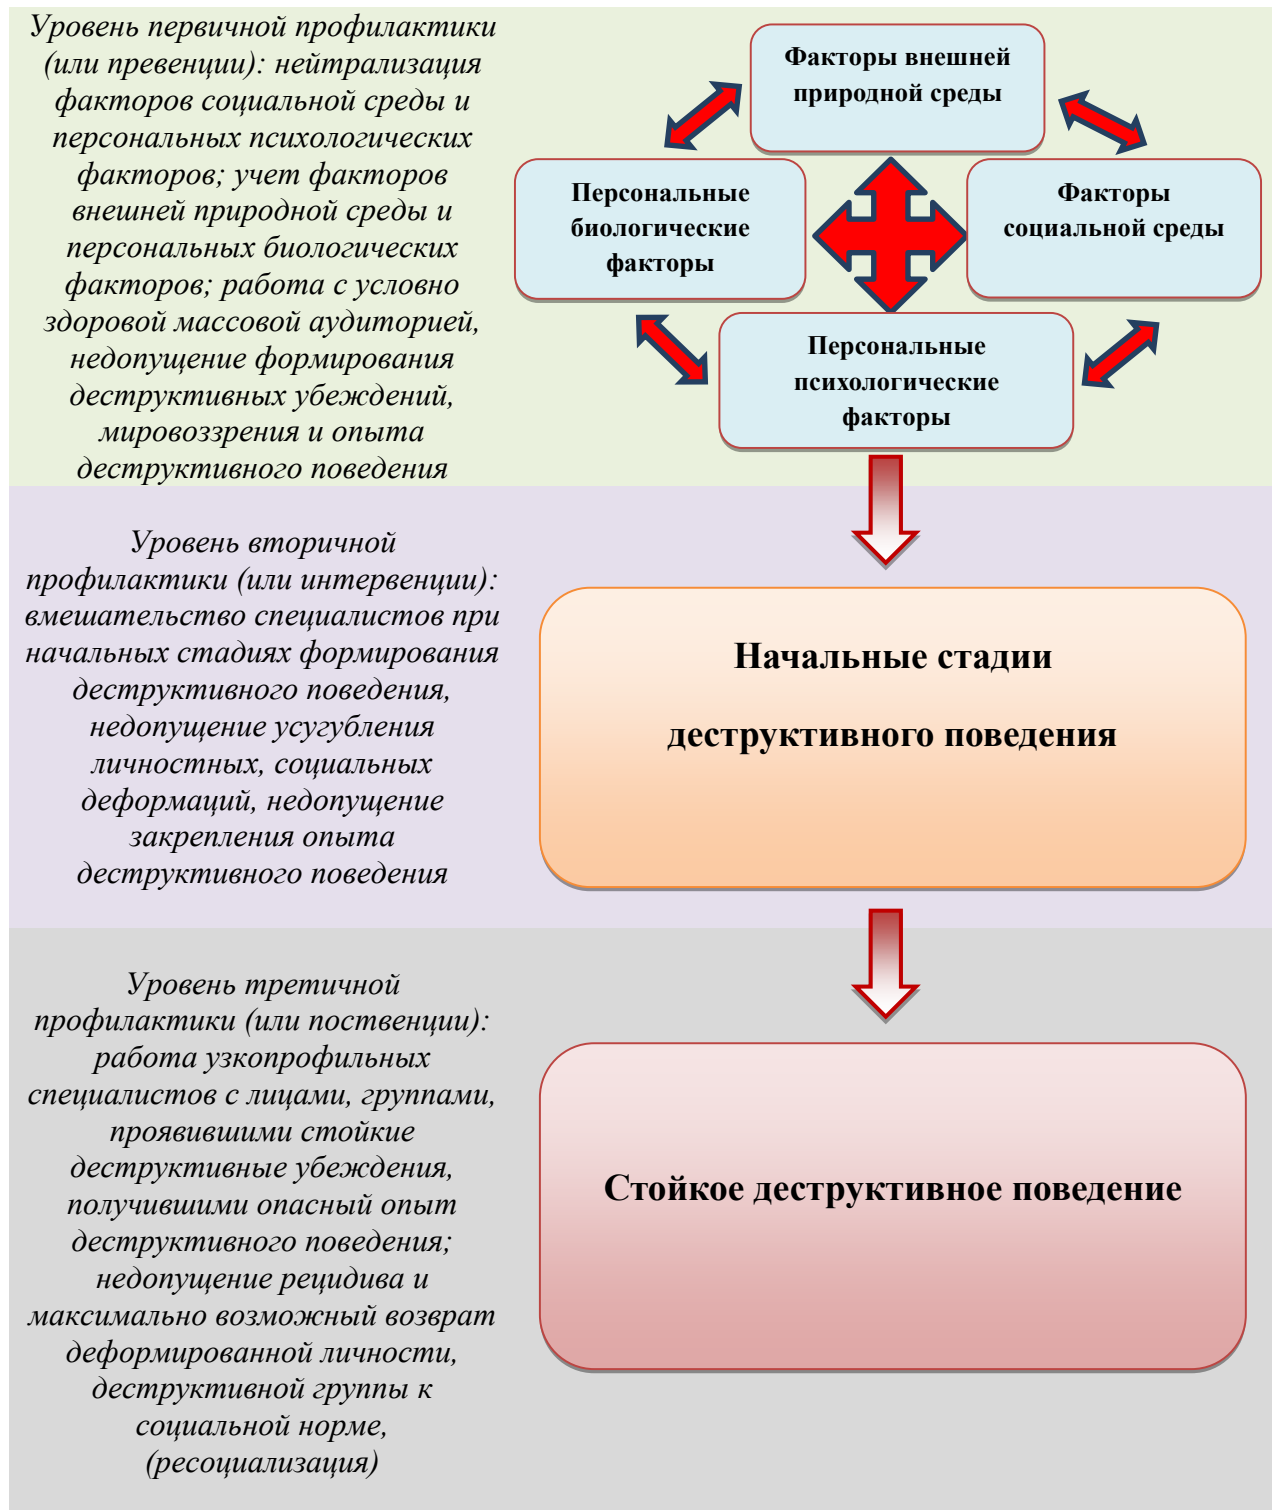 Уровень первичной профилактики
(или превенции): нейтрализация
факторов социальной среды и
персональных психологических
факторов; учет факторов
внешней природной среды и
персональных биологических
факторов; работа с условно
здоровой массовой аудиторией,
недопущение формирования
деструктивных убеждений,
мировоззрения и опыта
деструктивного поведения
Факторы внешней
природной среды
Персональные
биологические
факторы
Факторы
социальной среды
Персональные
психологические
факторы
Уровень вторичной
профилактики (или интервенции):
вмешательство специалистов при
начальных стадиях формирования
деструктивного поведения,
недопущение усугубления
личностных, социальных
деформаций, недопущение
закрепления опыта
деструктивного поведения
Начальные стадии
деструктивного поведения
Уровень третичной
профилактики (или поственции):
работа узкопрофильных
специалистов с лицами, группами,
проявившими стойкие
деструктивные убеждения,
получившими опасный опыт
деструктивного поведения;
недопущение рецидива и
максимально возможный возврат
деформированной личности,
деструктивной группы к
социальной норме,
(ресоциализация)
Стойкое деструктивное поведение